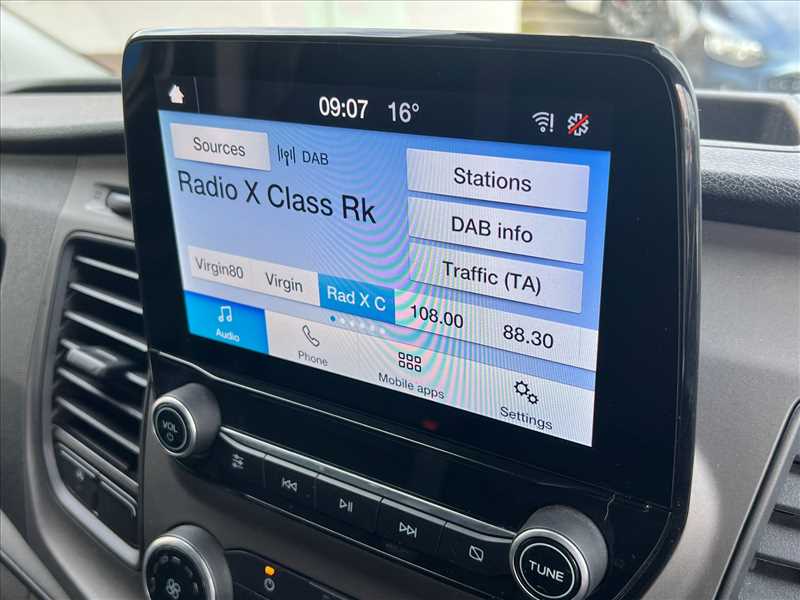 09:07 16°
Sources
DAB
Stations
Radio X Class Rk
DAB info
Traffic (TA)
Virgin80
Virgin
Rad X C
108.00
88.30
Audio
Phone
Mobile apps
Settings
VOL
TUNE